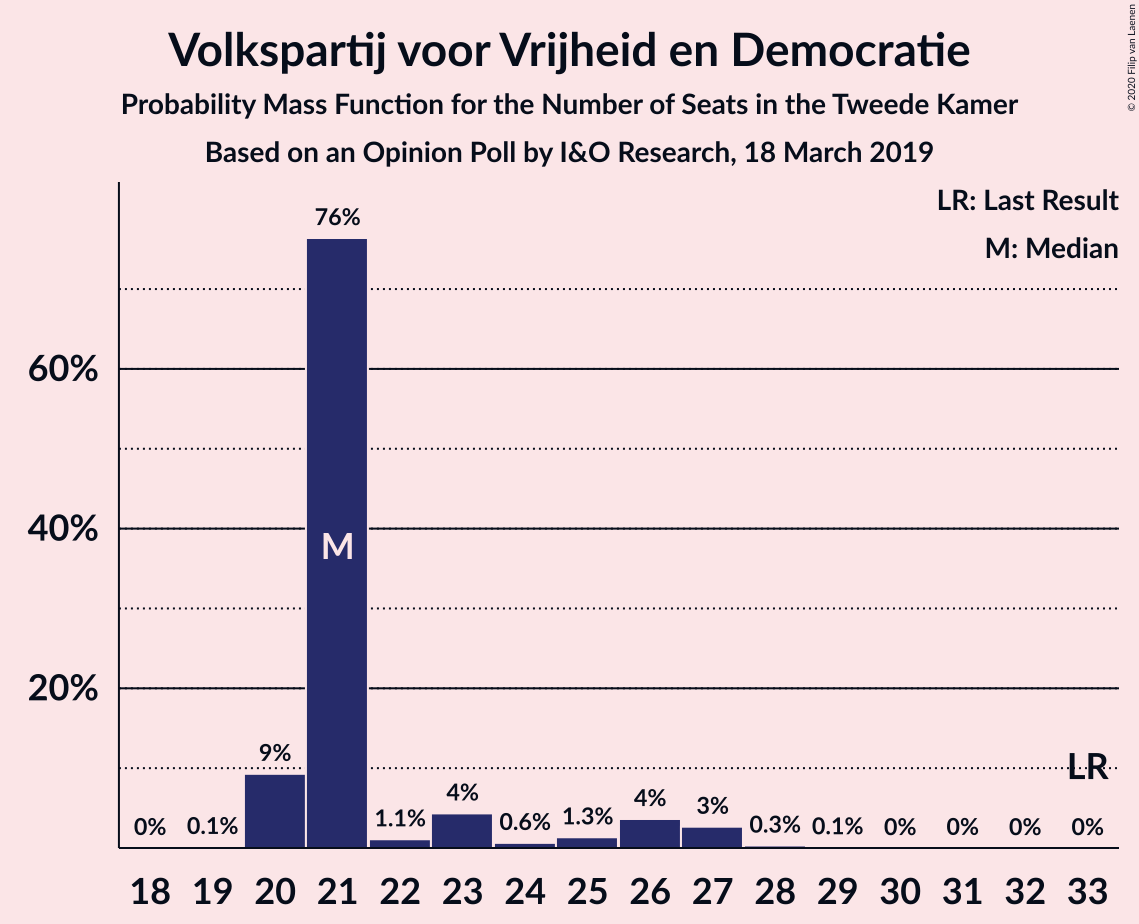 Volkspartij voor Vrijheid en Democratie
Probability Mass Function for the Number of Seats in the Tweede Kamer
Based on an Opinion Poll by I&O Research, 18 March 2019
© 2020 Filip van Laenen
LR: Last Result
M: Median
76%
60%
40%
M
20%
9%
LR
0% 0.1% 1.1% 4% 0.6% 1.3% 4% 3% 0.3% 0.1% 0% 0% 0% 0%
18 19 20 21 22 23 24 25 26 27 28 29 30 31 32 33